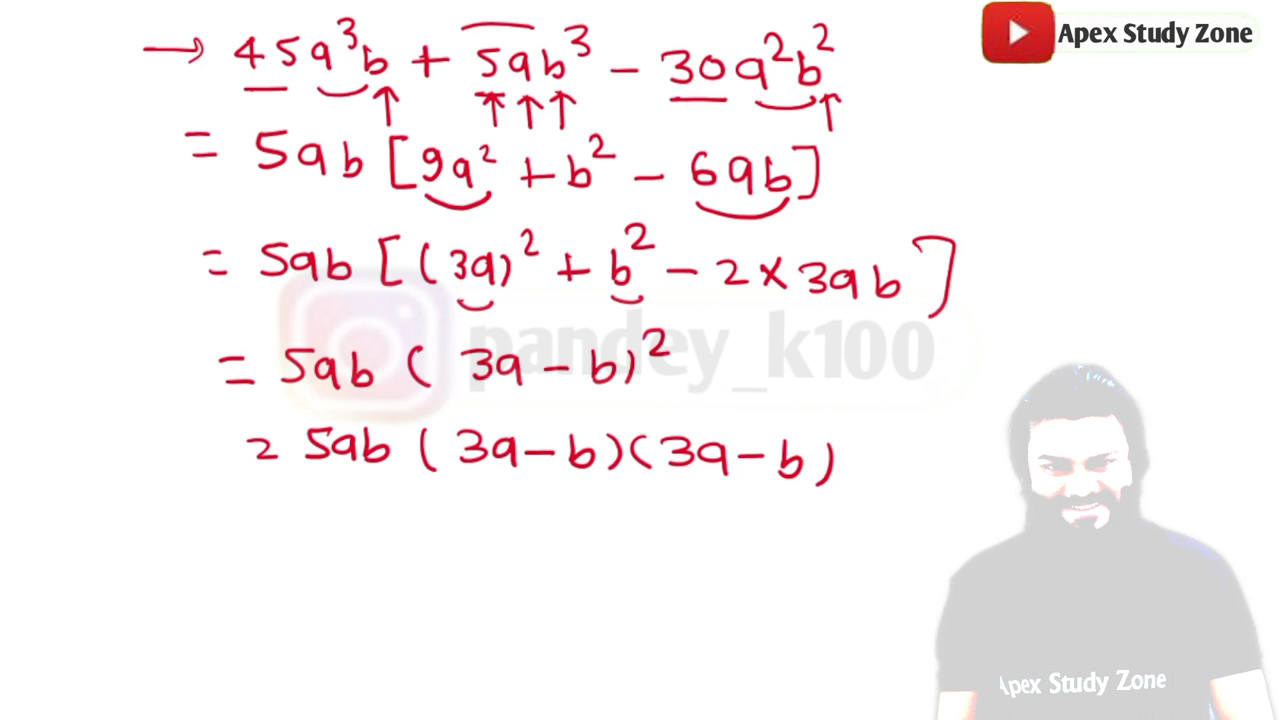 Apex Study Zone
→ 45a³b + 5ab³ - 30a²b²
= 5ab [9a² + b² - 6ab]
= 5ab [(3a)² + b² - 2 × 3ab]
= 5ab (3a - b)²
= 5ab (3a - b)(3a - b)
pandey_k100
Apex Study Zone